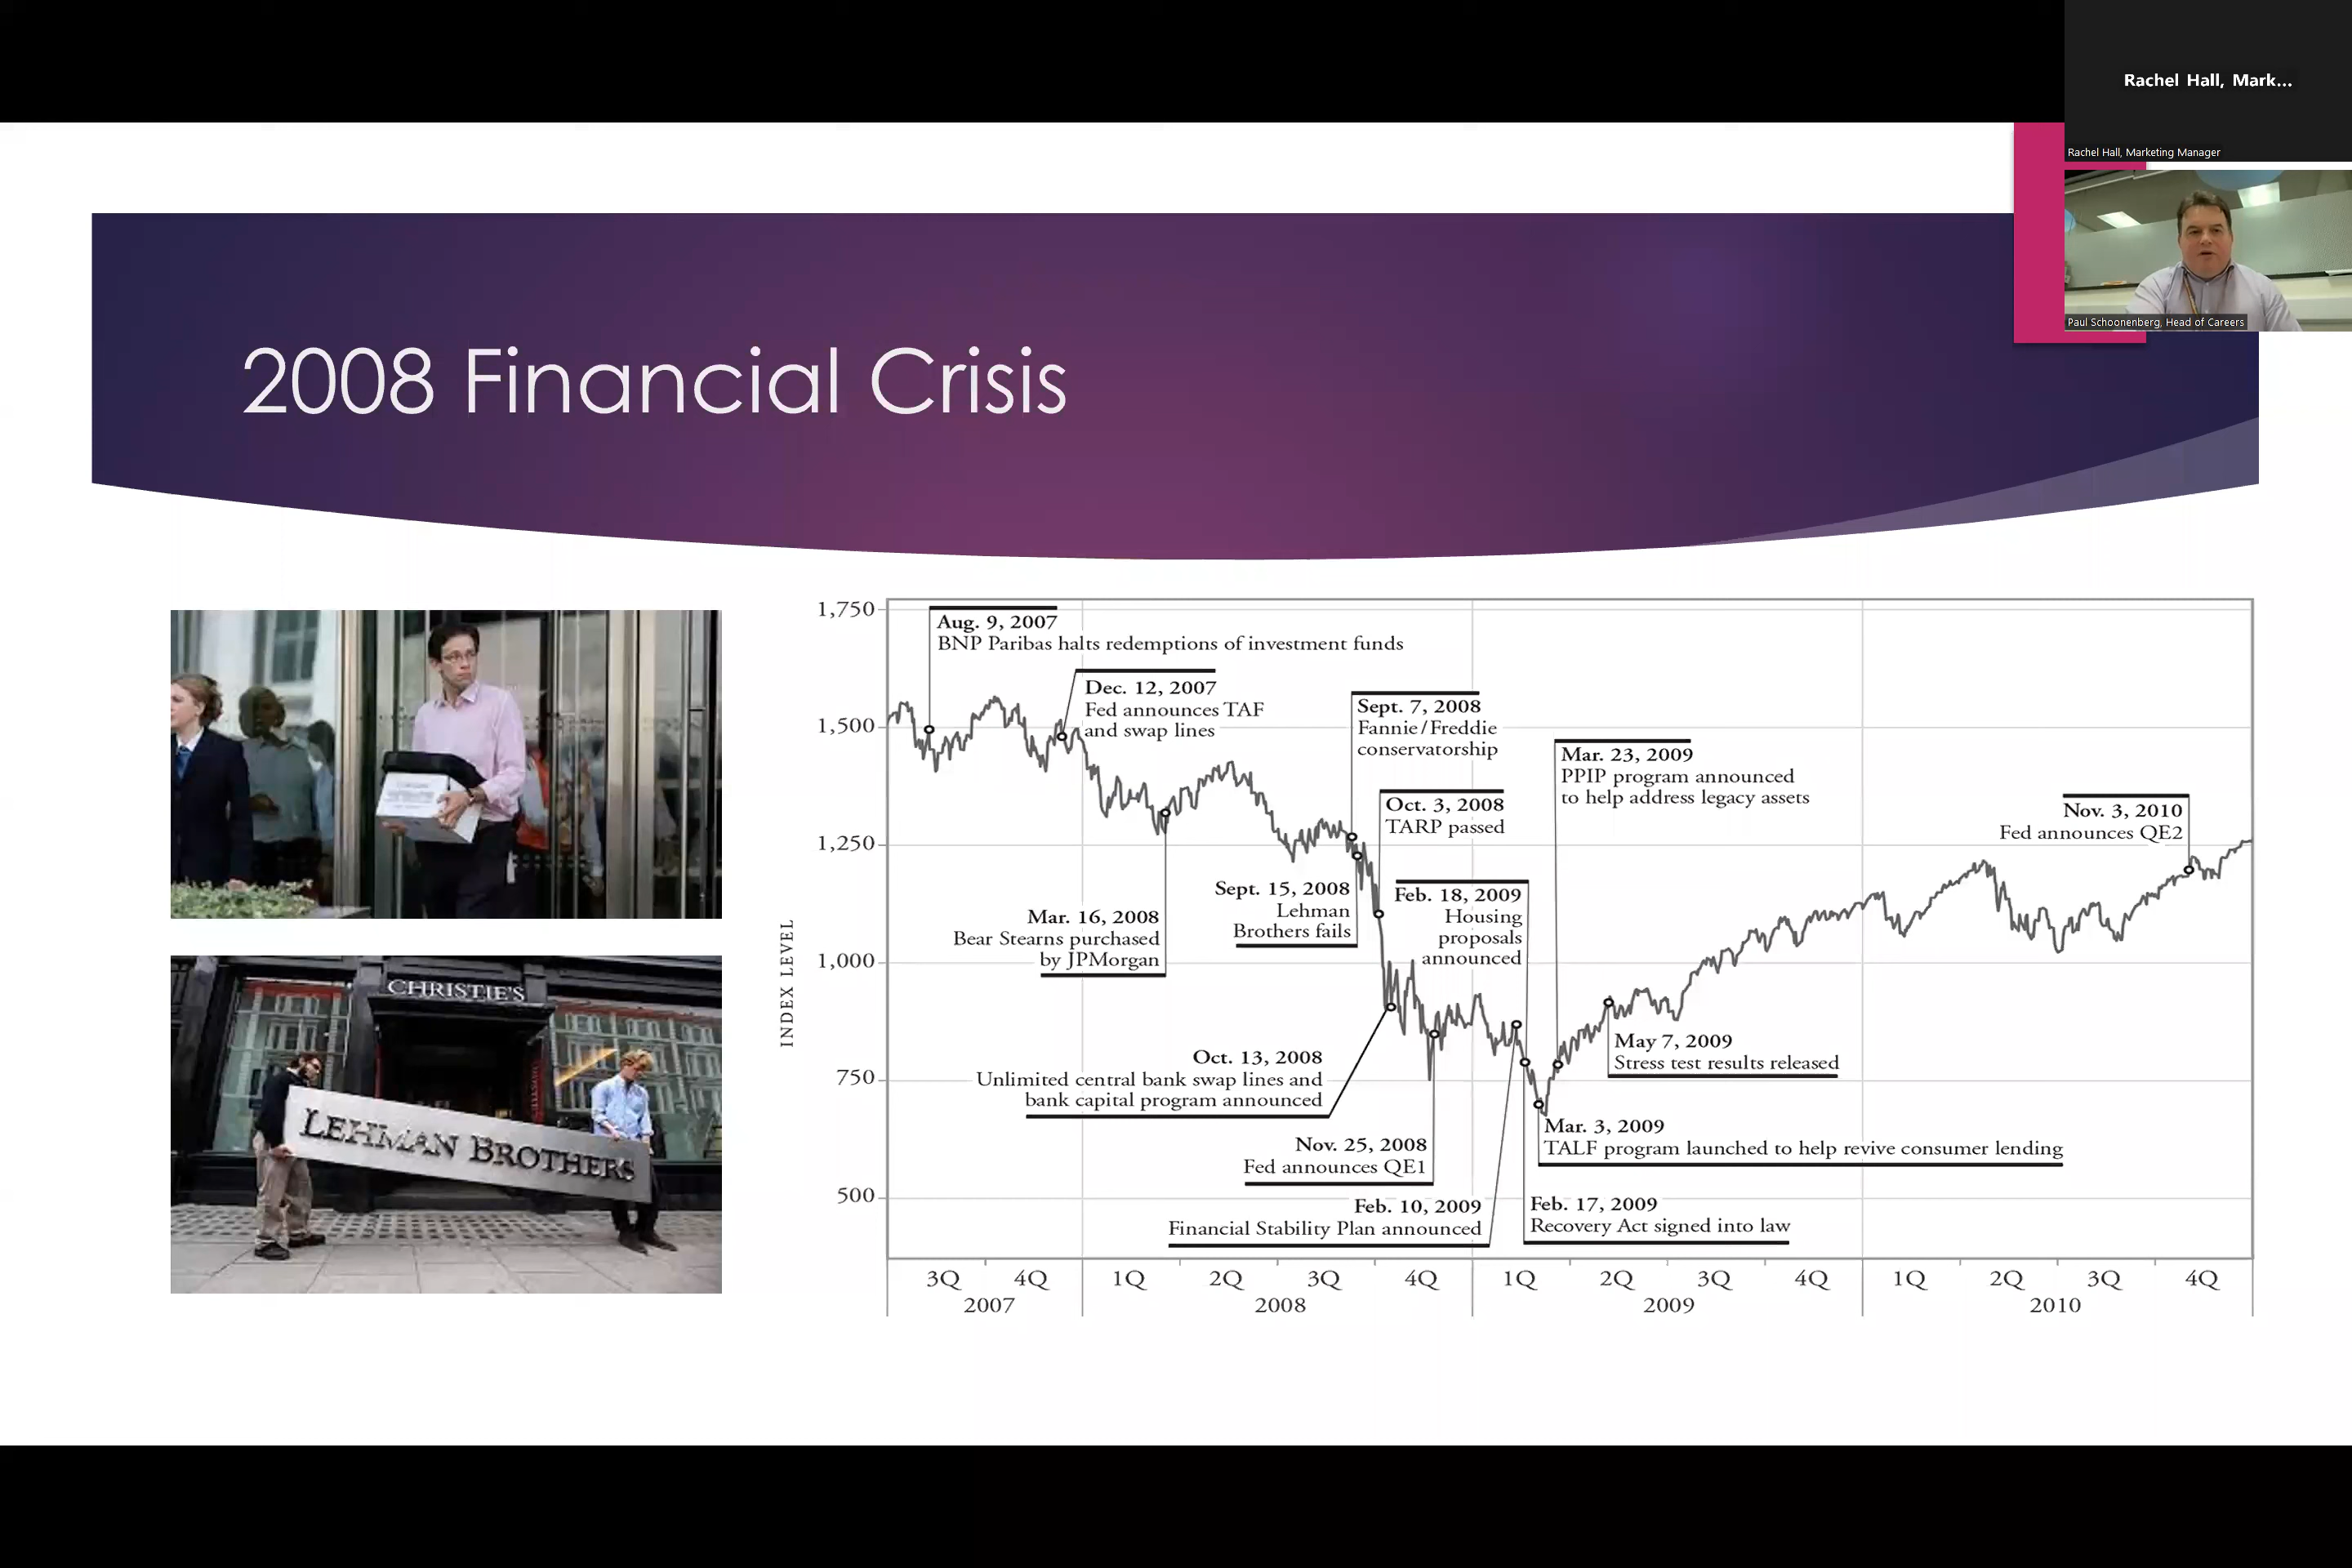 Rachel Hall, Mark...
Rachel Hall, Marketing Manager
Paul Schoonenberg, Head of Careers
2008 Financial Crisis
CHRISTIE'S
LEHMAN BROTHERS
INDEX LEVEL
1,750
1,500
1,250
1,000
750
500
Aug. 9, 2007
BNP Paribas halts redemptions of investment funds
Dec. 12, 2007
Fed announces TAF
and swap lines
Mar. 16, 2008
Bear Stearns purchased
by JPMorgan
Sept. 7, 2008
Fannie/Freddie
conservatorship
Sept. 15, 2008
Lehman
Brothers fails
Oct. 3, 2008
TARP passed
Oct. 13, 2008
Unlimited central bank swap lines and
bank capital program announced
Nov. 25, 2008
Fed announces QE1
Feb. 10, 2009
Financial Stability Plan announced
Feb. 17, 2009
Recovery Act signed into law
Feb. 18, 2009
Housing
proposals
announced
Mar. 3, 2009
TALF program launched to help revive consumer lending
Mar. 23, 2009
PPIP program announced
to help address legacy assets
May 7, 2009
Stress test results released
Nov. 3, 2010
Fed announces QE2
3Q 4Q 1Q 2Q 3Q 4Q 1Q 2Q 3Q 4Q 1Q 2Q 3Q 4Q
2007 2008 2009 2010